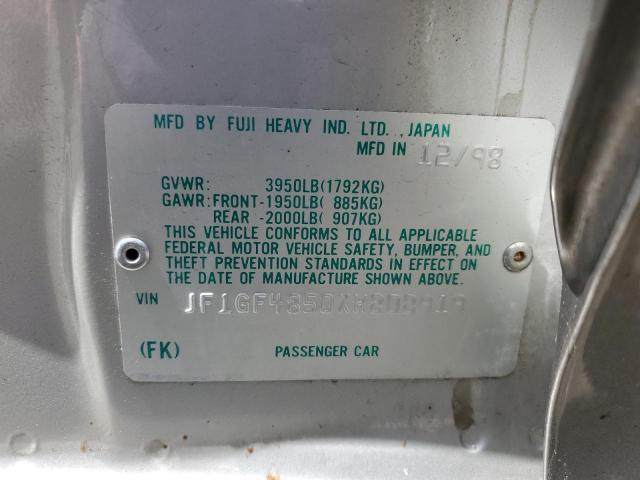 MFD BY FUJI HEAVY IND. LTD. , JAPAN
MFD IN 12/98
GVWR: 3950LB(1792KG)
GAWR: FRONT-1950LB( 885KG)
REAR -2000LB( 907KG)
THIS VEHICLE CONFORMS TO ALL APPLICABLE
FEDERAL MOTOR VEHICLE SAFETY, BUMPER, AND
THEFT PREVENTION STANDARDS IN EFFECT ON
THE DATE OF MANUFACTURE SHOWN ABOVE.
VIN
(FK) PASSENGER CAR